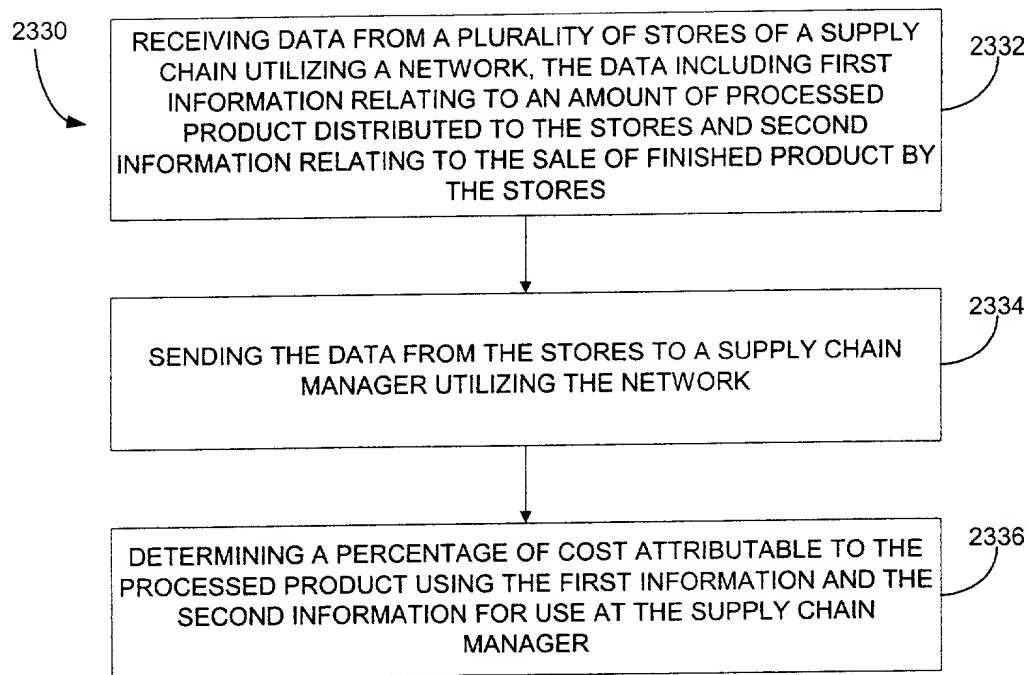 2330
RECEIVING DATA FROM A PLURALITY OF STORES OF A SUPPLY
CHAIN UTILIZING A NETWORK, THE DATA INCLUDING FIRST
INFORMATION RELATING TO AN AMOUNT OF PROCESSED
PRODUCT DISTRIBUTED TO THE STORES AND SECOND
INFORMATION RELATING TO THE SALE OF FINISHED PRODUCT BY
THE STORES
2332
SENDING THE DATA FROM THE STORES TO A SUPPLY CHAIN
MANAGER UTILIZING THE NETWORK
2334
DETERMINING A PERCENTAGE OF COST ATTRIBUTABLE TO THE
PROCESSED PRODUCT USING THE FIRST INFORMATION AND THE
SECOND INFORMATION FOR USE AT THE SUPPLY CHAIN
MANAGER
2336